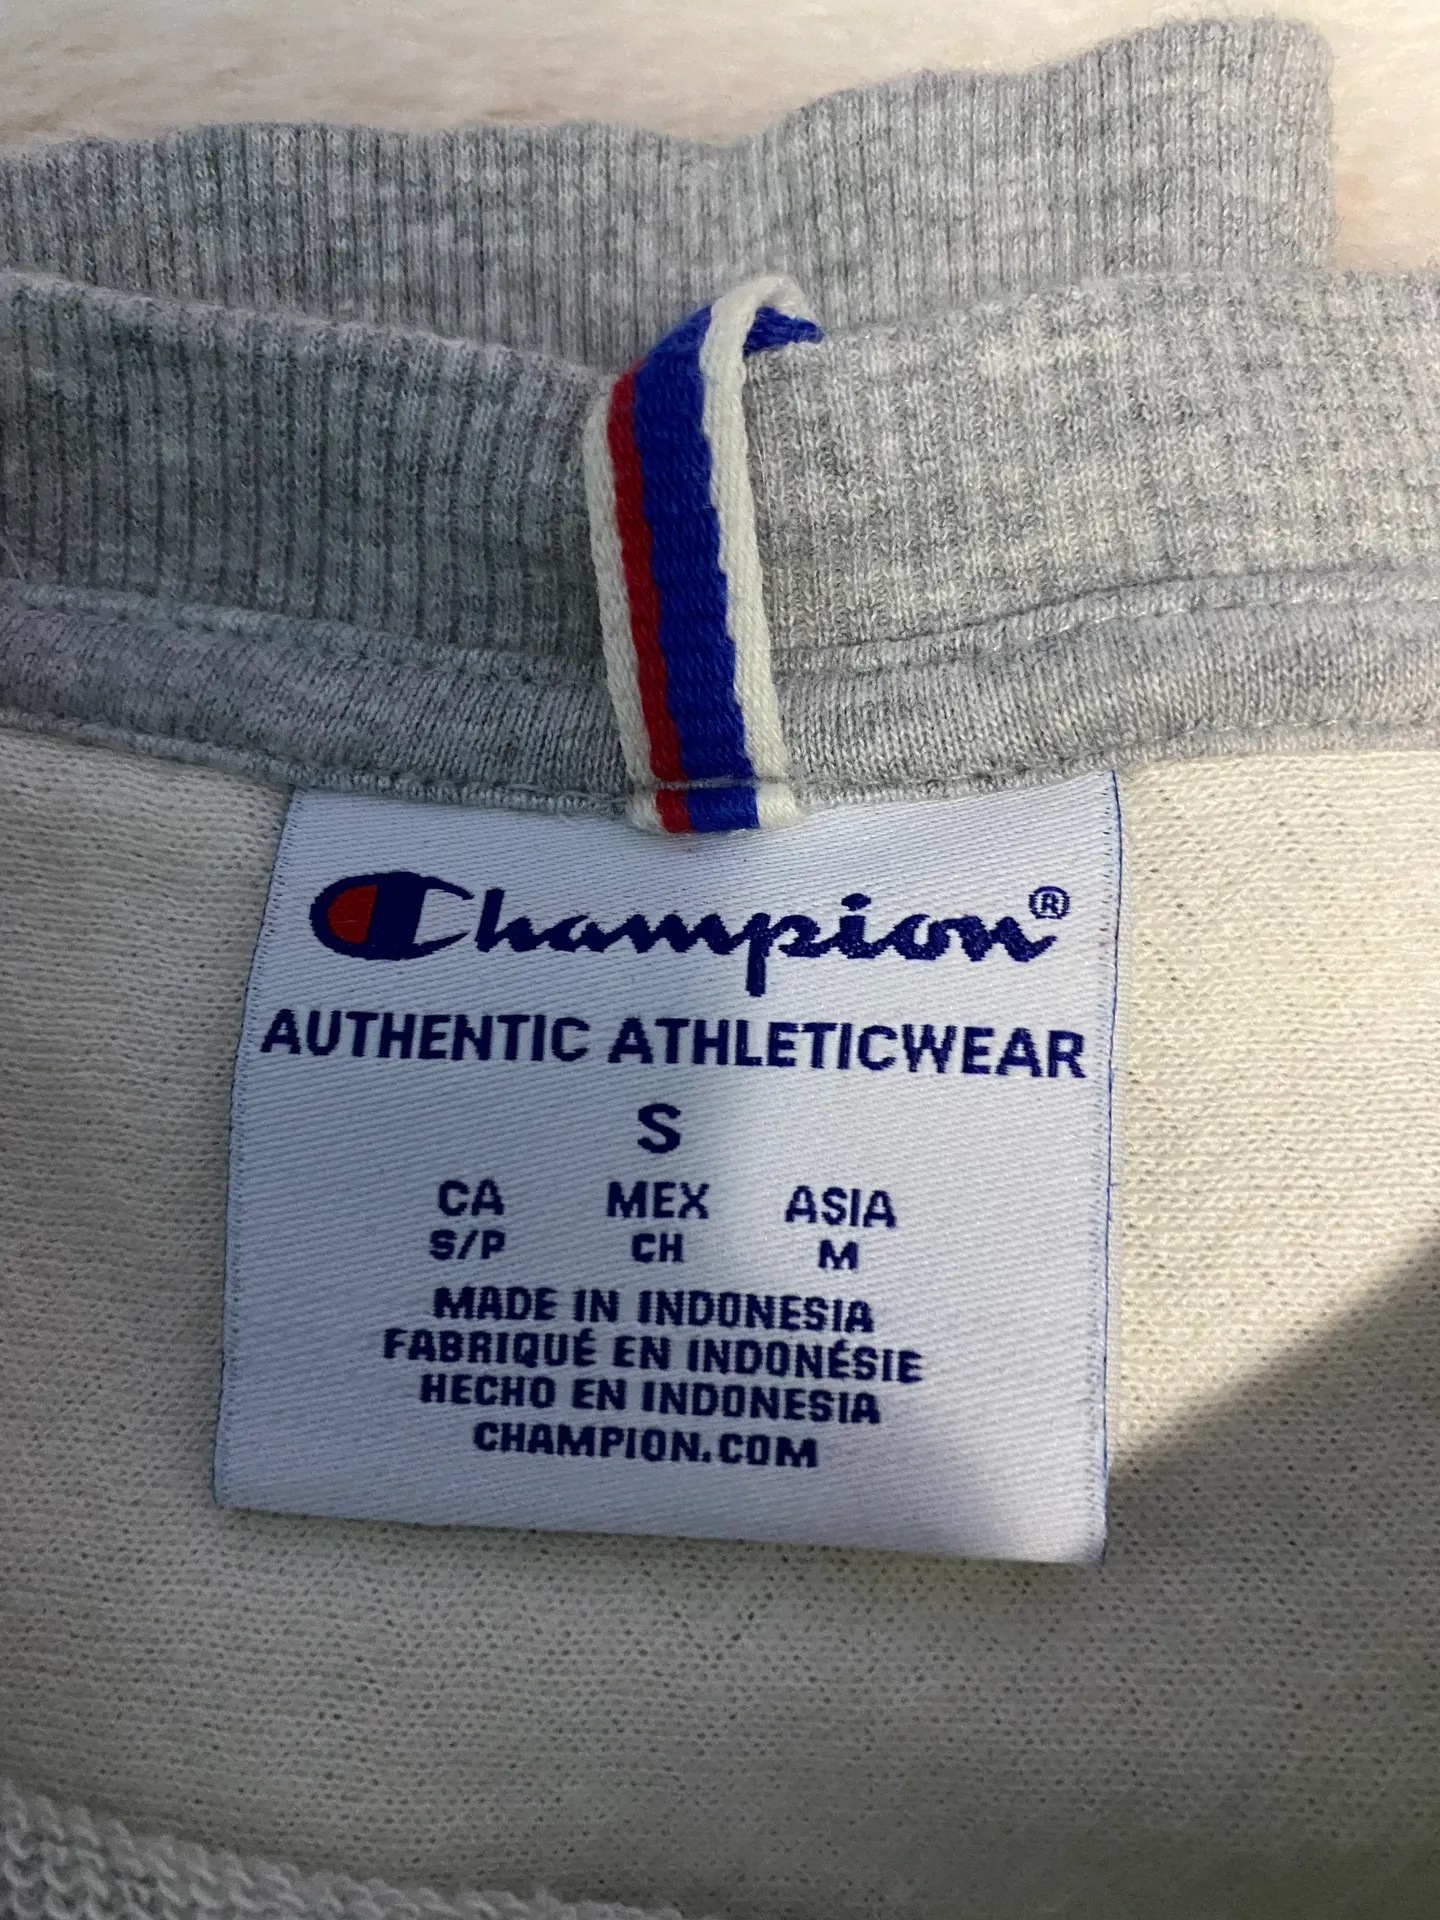 Champion®
AUTHENTIC ATHLETICWEAR
S
CA MEX ASIA
S/P CH M
MADE IN INDONESIA
FABRIQUÉ EN INDONÉSIE
HECHO EN INDONESIA
CHAMPION.COM